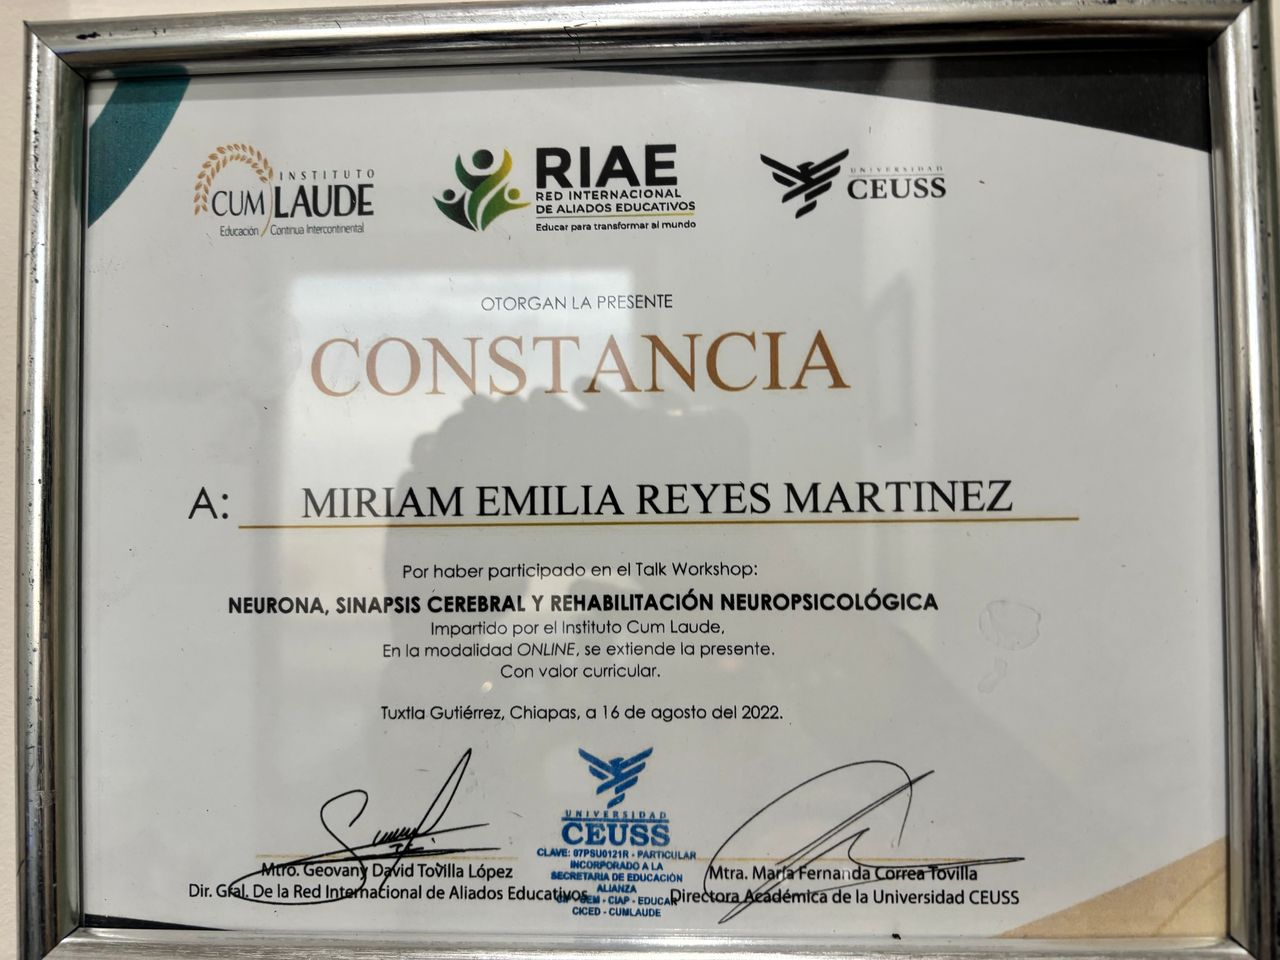 INSTITUTO
CUM LAUDE
Educación Continua Intercontinental
RIAE
RED INTERNACIONAL
DE ALIADOS EDUCATIVOS
Educar para transformar al mundo
UNIVERSIDAD
CEUSS
OTORGAN LA PRESENTE
CONSTANCIA
A: MIRIAM EMILIA REYES MARTINEZ
Por haber participado en el Talk Workshop:
NEURONA, SINAPSIS CEREBRAL Y REHABILITACIÓN NEUROPSICOLÓGICA
Impartido por el Instituto Cum Laude,
En la modalidad ONLINE, se extiende la presente.
Con valor curricular.
Tuxtla Gutiérrez, Chiapas, a 16 de agosto del 2022.
Mtro. Geovany David Tovilla López
Dir. Gral. De la Red Internacional de Aliados Educativos
UNIVERSIDAD
CEUSS
CLAVE: 07PSU0121R - PARTICULAR
INCORPORADO A LA
SECRETARIA DE EDUCACIÓN
ALIANZA
- CIAP - EDUCAR
CICED - CUMLAUDE
Mtra. María Fernanda Correa Tovilla
Directora Académica de la Universidad CEUSS